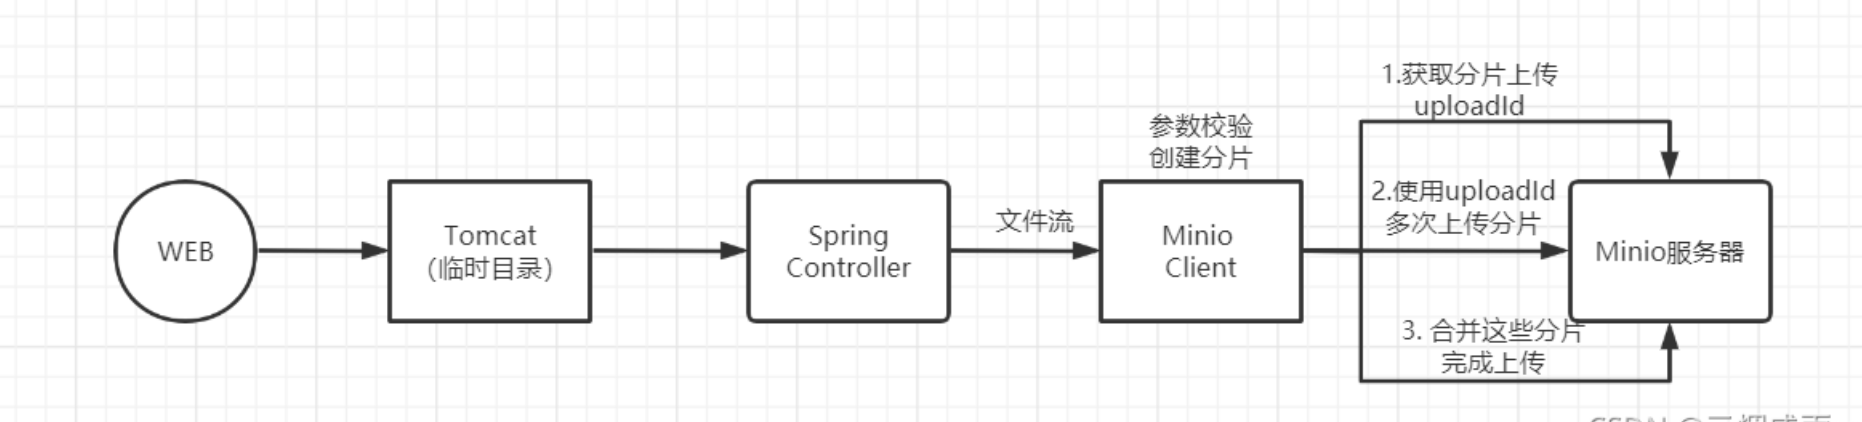 1.获取分片上传
uploadId
参数校验
创建分片
2.使用uploadId
多次上传分片
文件流
WEB
Tomcat
(临时目录)
Spring
Controller
Minio
Client
Minio服务器
3. 合并这些分片
完成上传